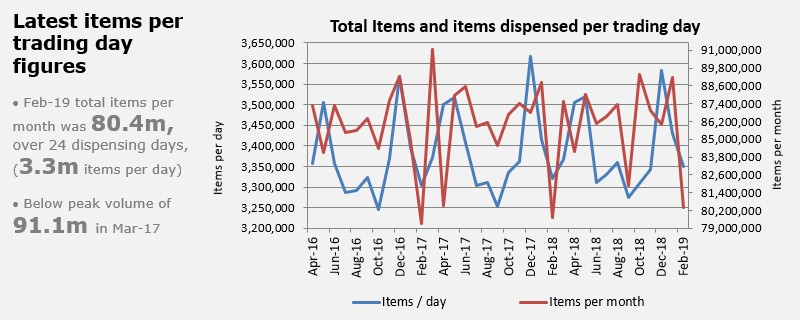 Latest items per
trading day
figures
• Feb-19 total items per
month was 80.4m,
over 24 dispensing days,
(3.3m items per day)
• Below peak volume of
91.1m in Mar-17
Total Items and items dispensed per trading day
Items per day
3,650,000
3,600,000
3,550,000
3,500,000
3,450,000
3,400,000
3,350,000
3,300,000
3,250,000
3,200,000
91,000,000
89,800,000
88,600,000
87,400,000
86,200,000
85,000,000
83,800,000
82,600,000
81,400,000
80,200,000
79,000,000
Items per month
Apr-16
Jun-16
Aug-16
Oct-16
Dec-16
Feb-17
Apr-17
Jun-17
Aug-17
Oct-17
Dec-17
Feb-18
Apr-18
Jun-18
Aug-18
Oct-18
Dec-18
Feb-19
Items / day
Items per month